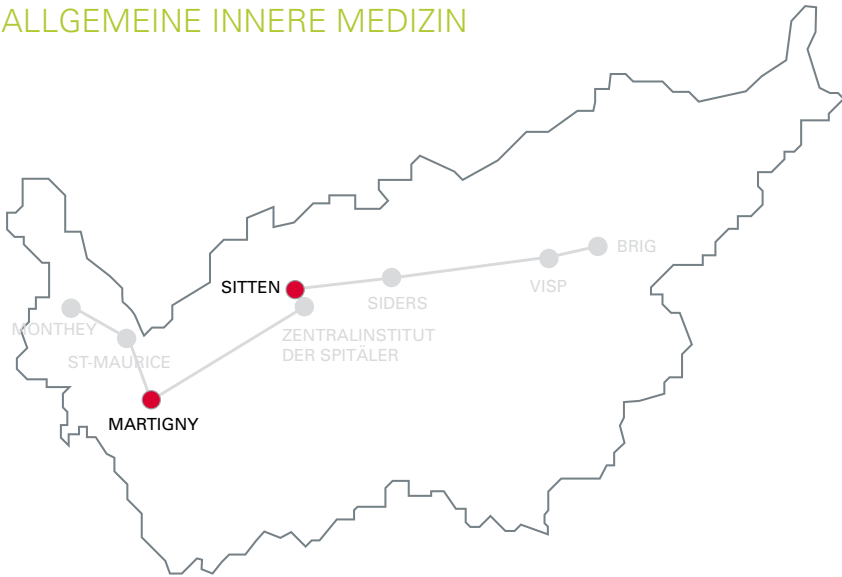 ALLGEMEINE INNERE MEDIZIN
BRIG
SITTEN
VISP
SIDERS
MONTHEY
ZENTRALINSTITUT
DER SPITÄLER
ST-MAURICE
MARTIGNY